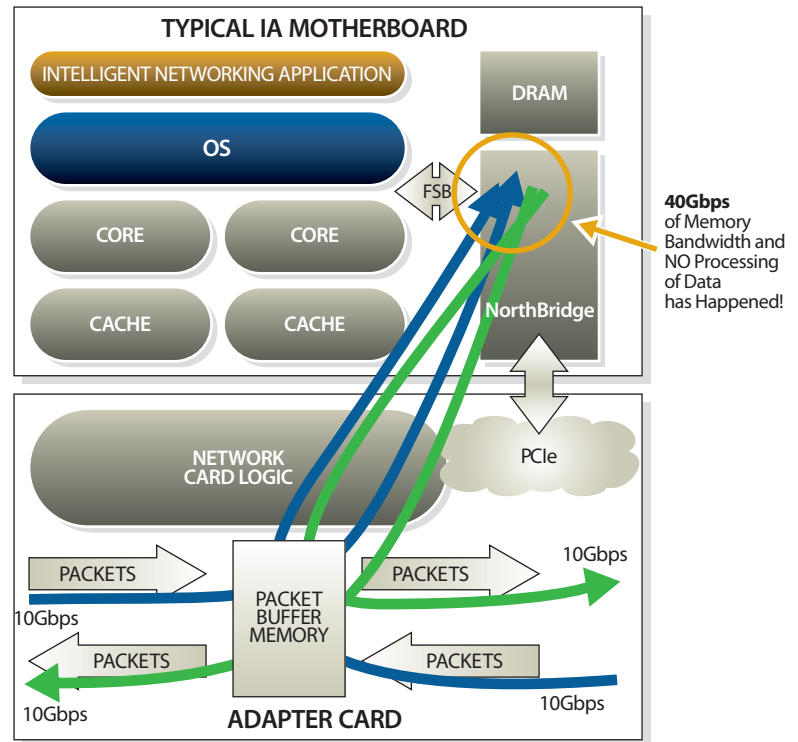 TYPICAL IA MOTHERBOARD
INTELLIGENT NETWORKING APPLICATION
DRAM
OS
FSB
40Gbps
of Memory
Bandwidth and
NO Processing
of Data
has Happened!
CORE
CORE
NorthBridge
CACHE
CACHE
NETWORK
CARD LOGIC
PCIe
PACKETS
PACKETS
10Gbps
10Gbps
PACKET
BUFFER
MEMORY
PACKETS
PACKETS
10Gbps
10Gbps
ADAPTER CARD